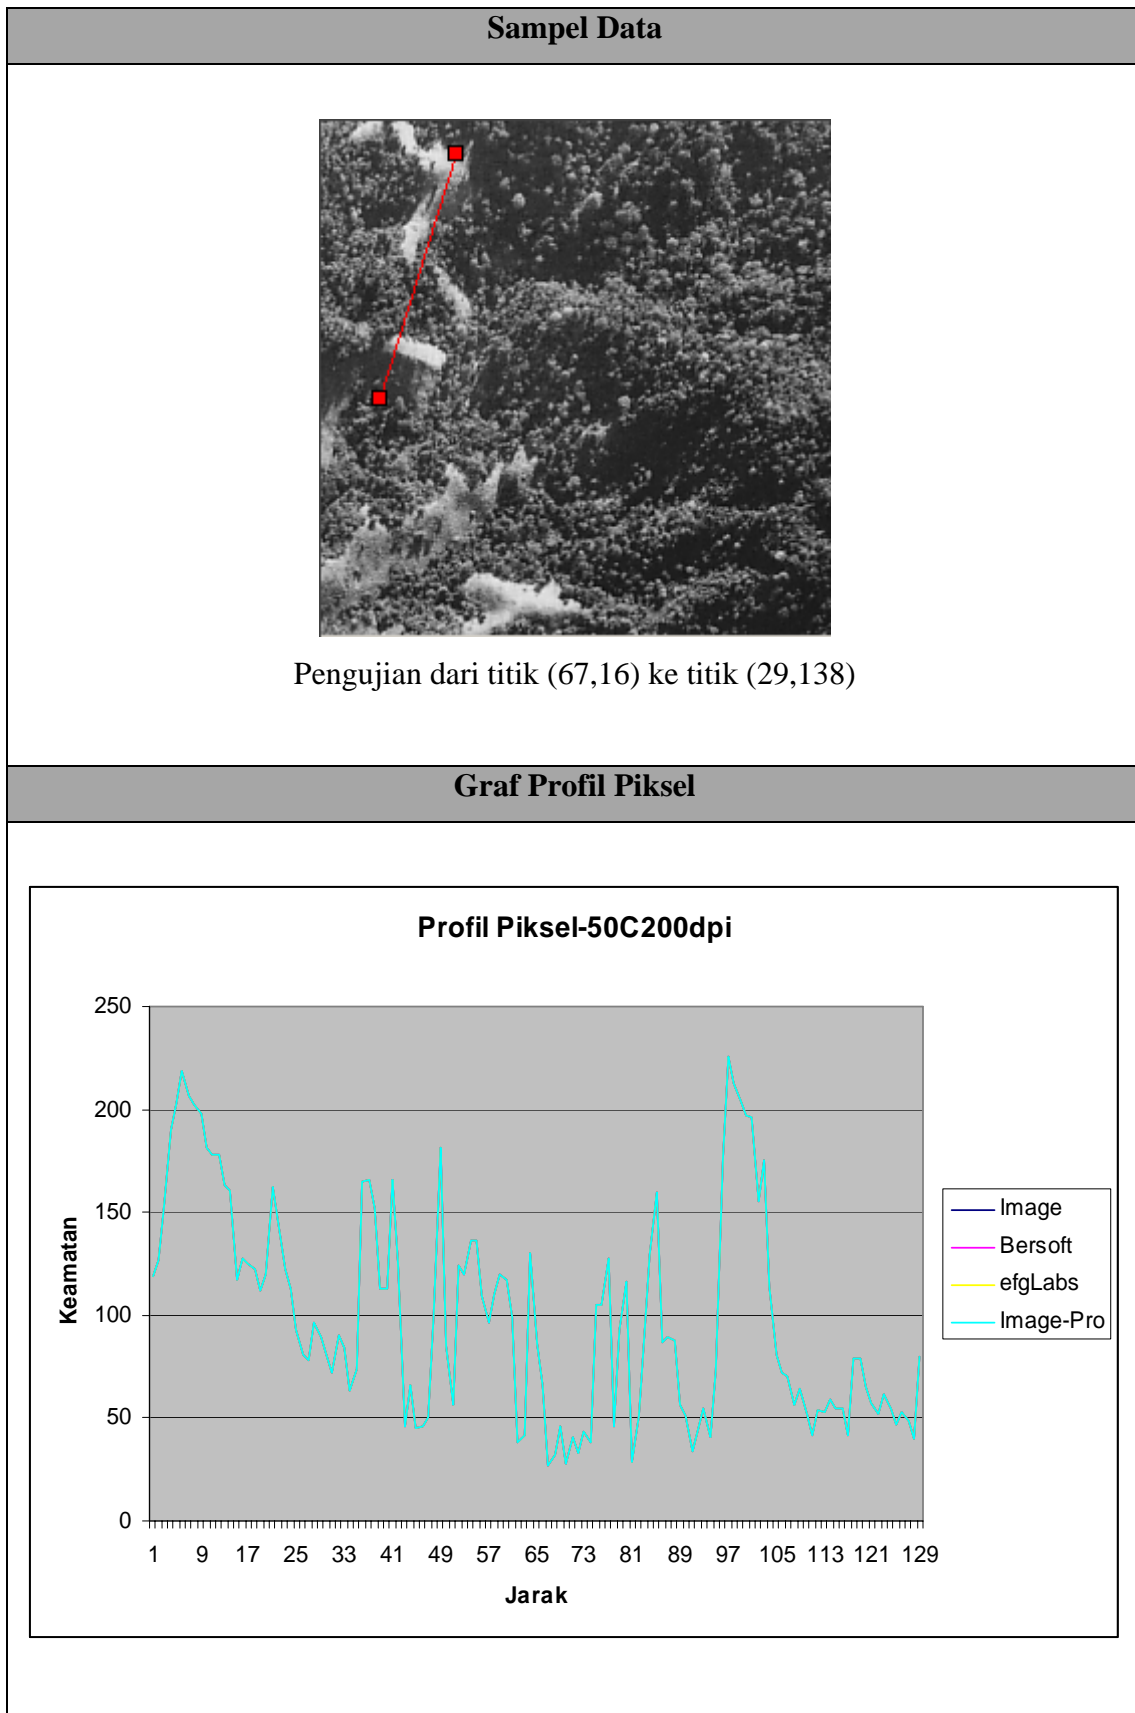 Sampel Data
Pengujian dari titik (67,16) ke titik (29,138)
Graf Profil Piksel
Profil Piksel-50C200dpi
250
200
150
100
50
0
Keamatan
1 9 17 25 33 41 49 57 65 73 81 89 97 105 113 121 129
Jarak
Image
Bersoft
efgLabs
Image-Pro